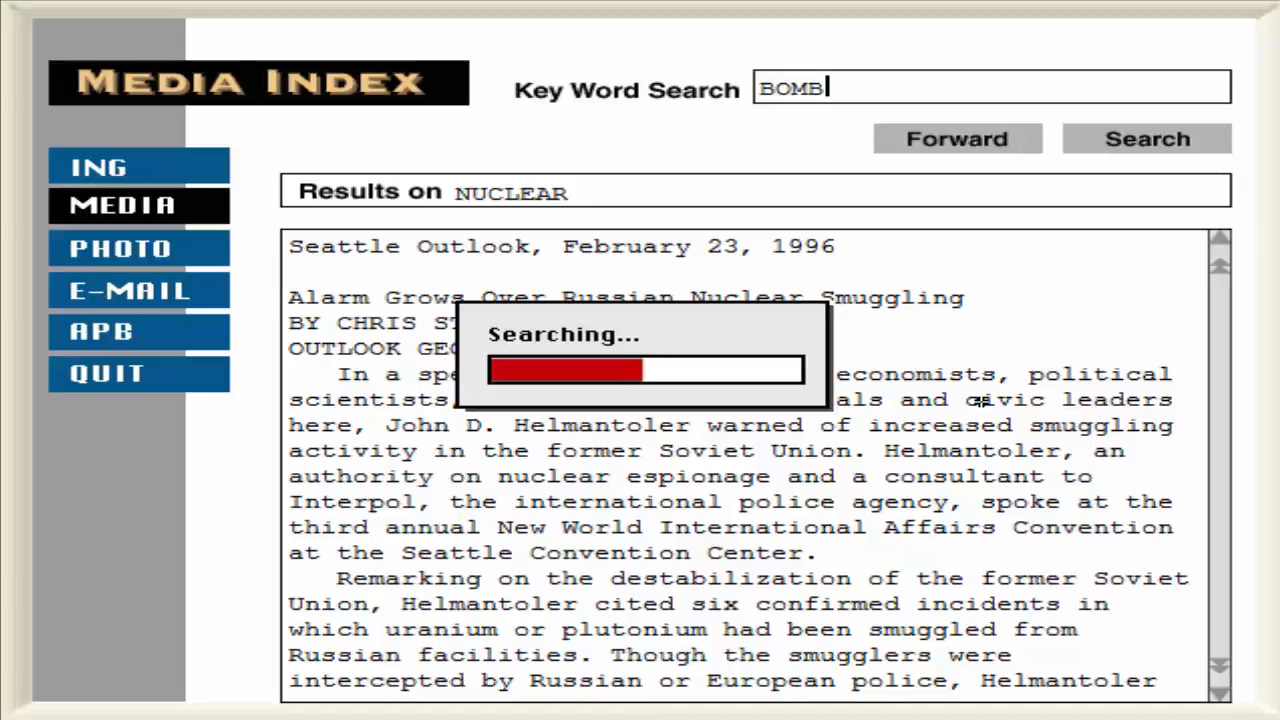 MEDIA INDEX
Key Word Search BOMB
Forward Search
ING
MEDIA
PHOTO
E-MAIL
APB
QUIT
Results on NUCLEAR
Seattle Outlook, February 23, 1996
Alarm Grows Over Russian Nuclear Smuggling
BY CHRIS
OUTLOOK
Searching...
In a economists, political
scientists, and civic leaders
here, John D. Helmantoler warned of increased smuggling
activity in the former Soviet Union. Helmantoler, an
authority on nuclear espionage and a consultant to
Interpol, the international police agency, spoke at the
third annual New World International Affairs Convention
at the Seattle Convention Center.
Remarking on the destabilization of the former Soviet
Union, Helmantoler cited six confirmed incidents in
which uranium or plutonium had been smuggled from
Russian facilities. Though the smugglers were
intercepted by Russian or European police, Helmantoler